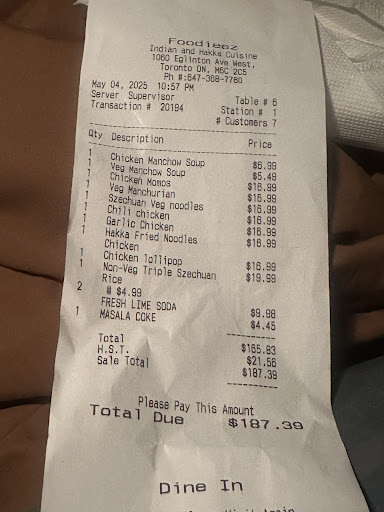 Foodieez
Indian and Hakka Cuisine
1060 Eglinton Ave West,
Toronto ON, M6C 2C5
Ph #:647-368-7760
May 04, 2025 10:57 PM
Server Supervisor Table # 6
Transaction # 20194 Station # 1
# Customers 7
Qty Description Price
1 Chicken Manchow Soup $6.99
1 Veg Manchow Soup $5.49
1 Chicken Momos $16.99
1 Veg Manchurian $16.99
1 Szechuan Veg noodles $16.99
1 Chili chicken $16.99
1 Garlic Chicken $16.99
1 Hakka Fried Noodles $16.99
Chicken
1 Chicken lollipop $16.99
1 Non-Veg Triple Szechuan $19.99
Rice
2 @ $4.99
FRESH LIME SODA $9.98
1 MASALA COKE $4.45
Total $165.83
H.S.T. $21.56
Sale Total $187.39
Please Pay This Amount
Total Due $187.39
Dine In